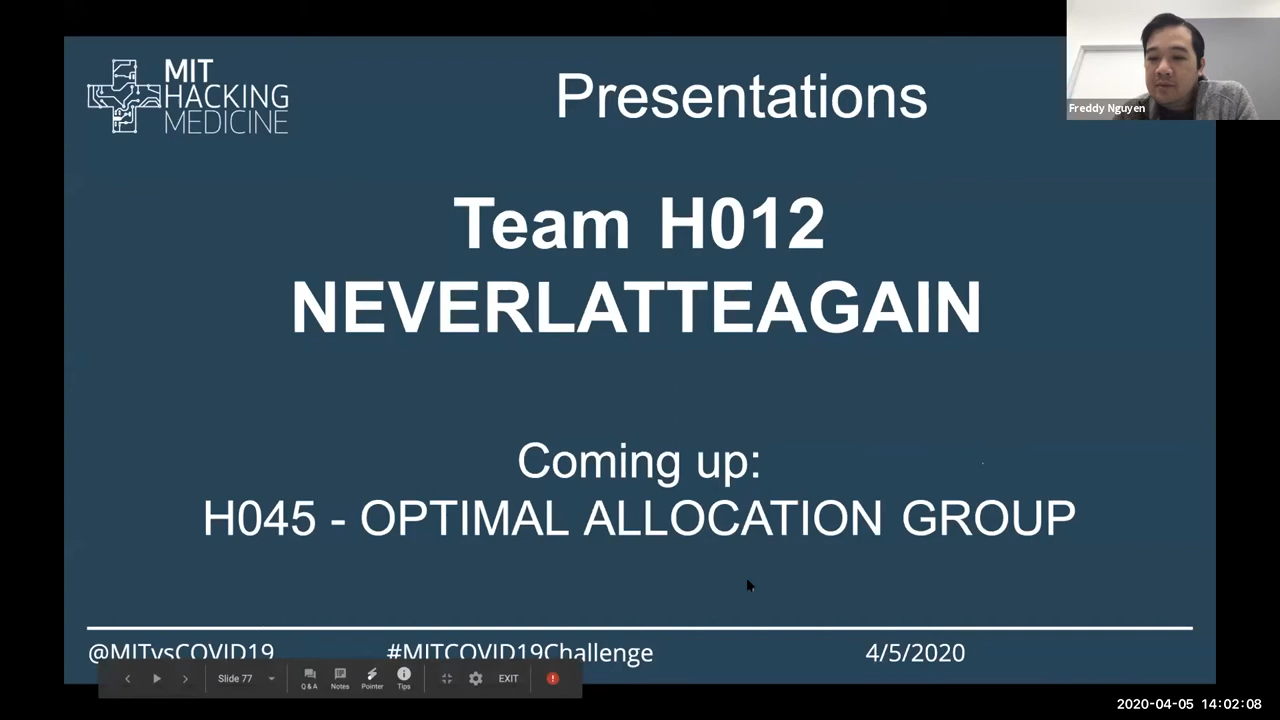 MIT
HACKING
MEDICINE
Presentations
Freddy Nguyen
Team H012
NEVERLATTEAGAIN
Coming up:
H045 - OPTIMAL ALLOCATION GROUP
@MITvsCOVID19 #MITCOVID19Challenge 4/5/2020
Slide 77 Q & A Notes Pointer Tips EXIT
2020-04-05 14:02:08